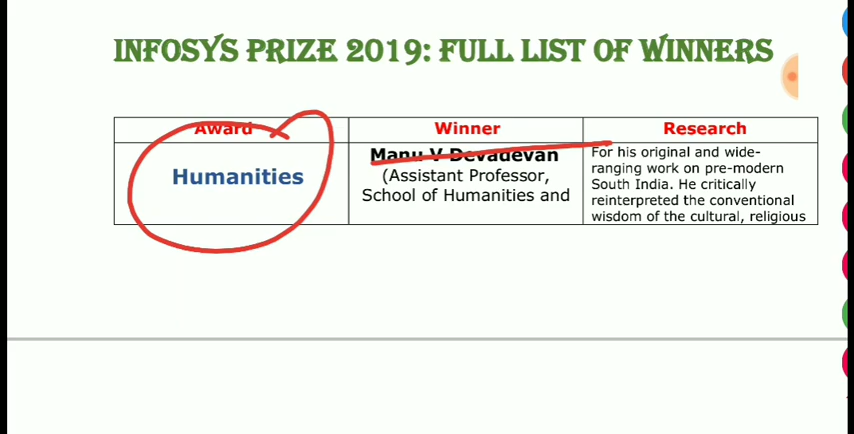 INFOSYS PRIZE 2019: FULL LIST OF WINNERS
Award Winner Research
Humanities
Manu V Devadevan
(Assistant Professor,
School of Humanities and
For his original and wide-
ranging work on pre-modern
South India. He critically
reinterpreted the conventional
wisdom of the cultural, religious